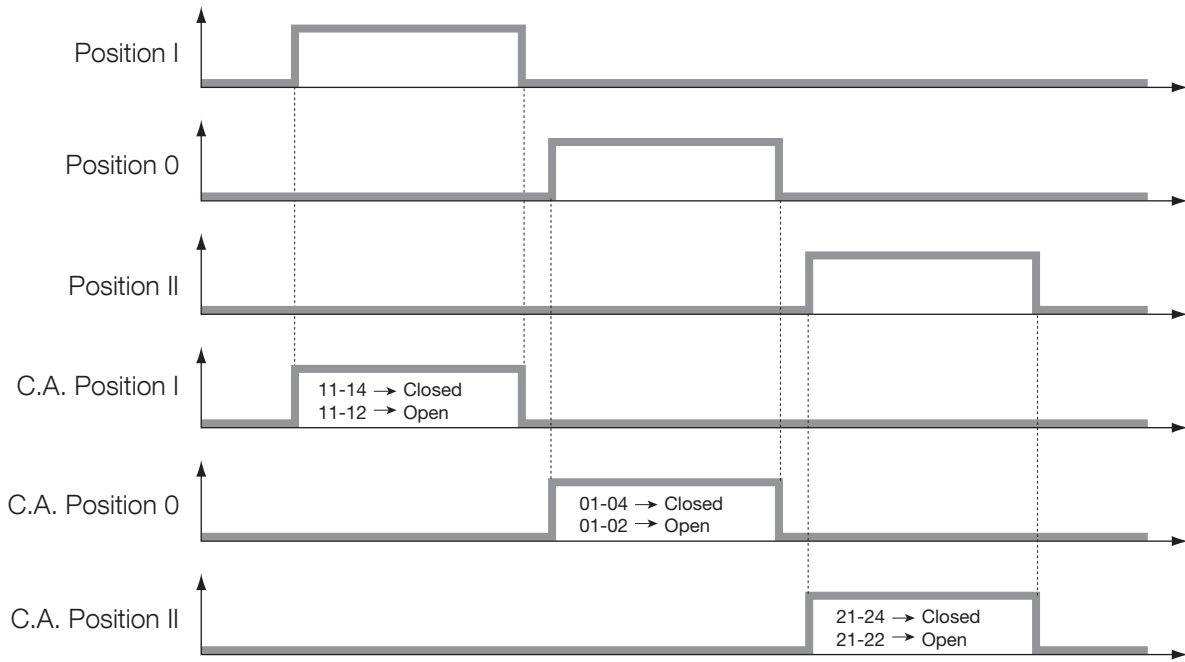 Position I
Position 0
Position II
C.A. Position I
11-14 → Closed
11-12 → Open
C.A. Position 0
01-04 → Closed
01-02 → Open
C.A. Position II
21-24 → Closed
21-22 → Open